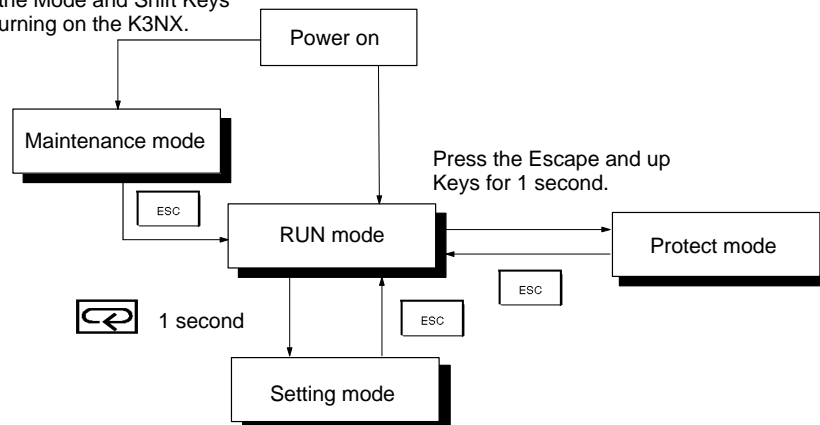 the Mode and Shift Keys
urning on the K3NX.
Power on
Maintenance mode
Press the Escape and up
Keys for 1 second.
ESC
RUN mode
Protect mode
ESC
1 second
ESC
Setting mode